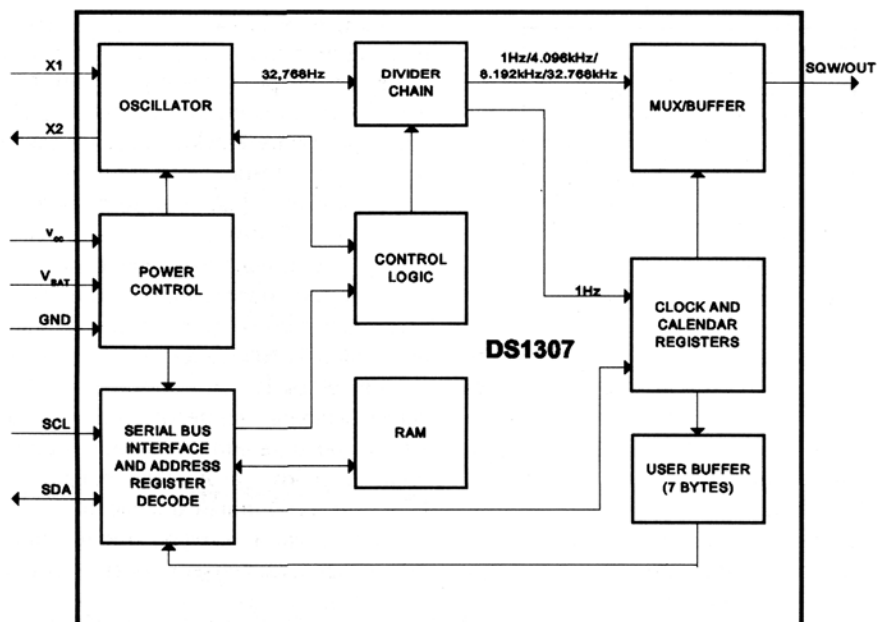 X1
X2
OSCILLATOR
32,768Hz
DIVIDER
CHAIN
1Hz/4.096kHz/
8.192kHz/32.768kHz
MUX/BUFFER
SQW/OUT
VCC
VBAT
GND
POWER
CONTROL
CONTROL
LOGIC
1Hz
CLOCK AND
CALENDAR
REGISTERS
DS1307
SCL
SDA
SERIAL BUS
INTERFACE
AND ADDRESS
REGISTER
DECODE
RAM
USER BUFFER
(7 BYTES)